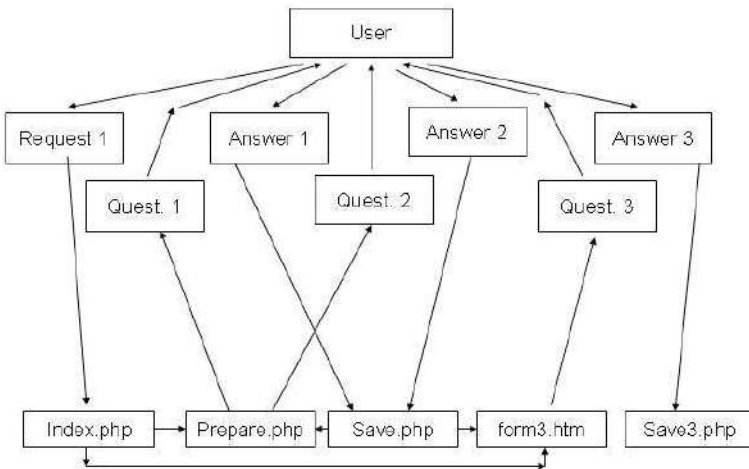 User
Request 1
Answer 1
Answer 2
Answer 3
Quest. 1
Quest. 2
Quest. 3
Index.php
Prepare.php
Save.php
form3.htm
Save3.php